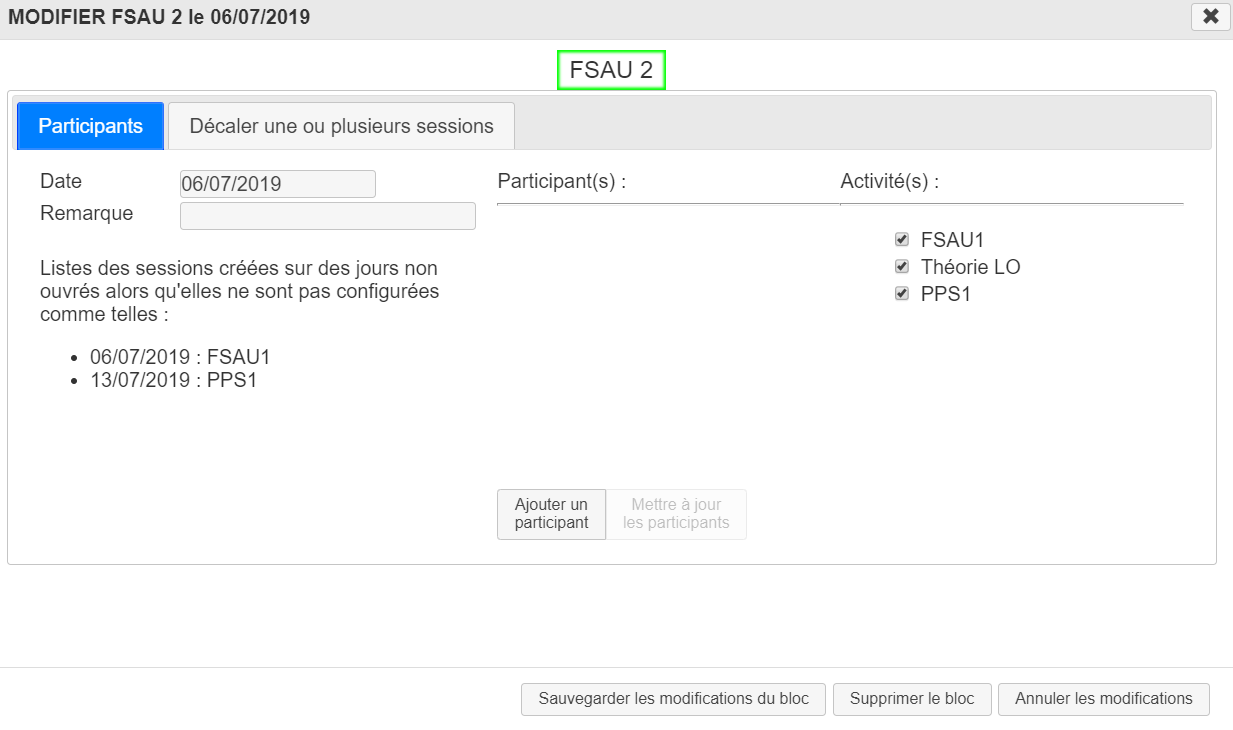 MODIFIER FSAU 2 le 06/07/2019
FSAU 2
Participants
Décaler une ou plusieurs sessions
Date
06/07/2019
Remarque
Listes des sessions créées sur des jours non
ouvrés alors qu'elles ne sont pas configurées
comme telles :
• 06/07/2019 : FSAU1
• 13/07/2019 : PPS1
Participant(s) :
Activité(s) :
FSAU1
Théorie LO
PPS1
Ajouter un
participant
Mettre à jour
les participants
Sauvegarder les modifications du bloc
Supprimer le bloc
Annuler les modifications